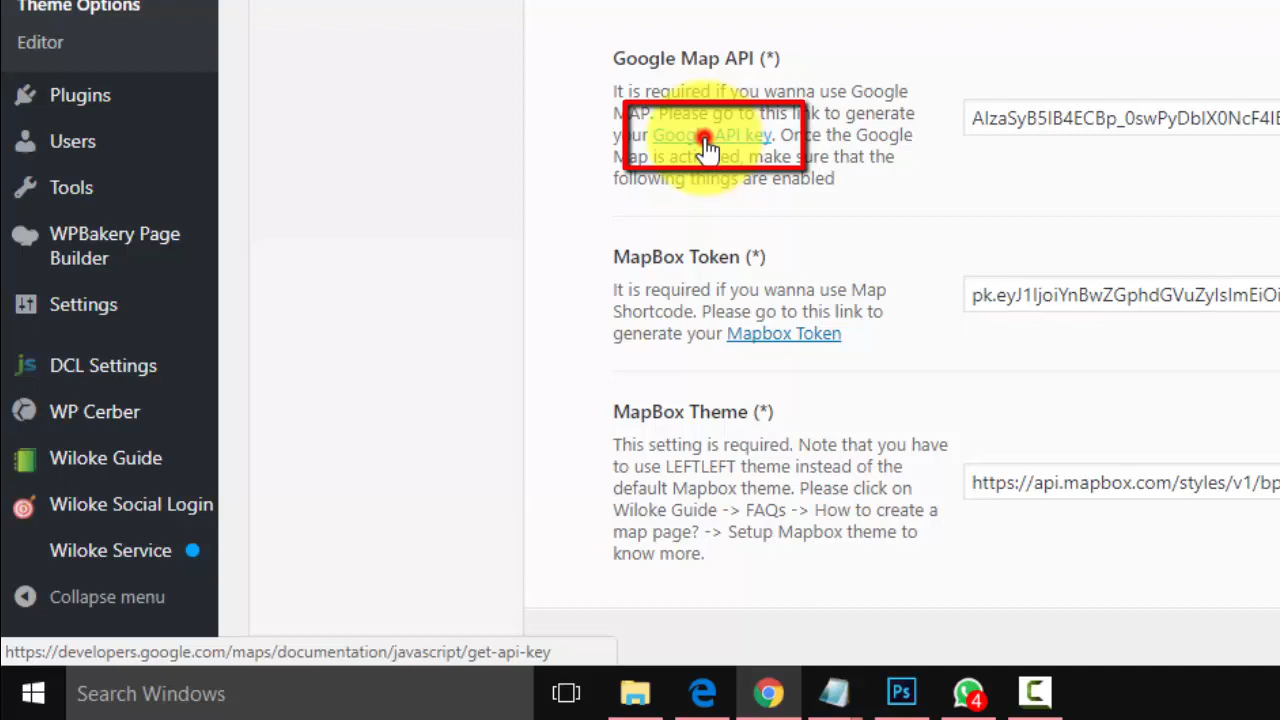 Theme Options
Editor
Plugins
Users
Tools
WPBakery Page
Builder
Settings
DCL Settings
WP Cerber
Wiloke Guide
Wiloke Social Login
Wiloke Service
Collapse menu
Google Map API (*)
It is required if you wanna use Google
MAP. Please go to this link to generate
your Google API key. Once the Google
Map is activated, make sure that the
following things are enabled
MapBox Token (*)
It is required if you wanna use Map
Shortcode. Please go to this link to
generate your Mapbox Token
pk.eyJ1IjoiYnBwZGphdGVuZyIsImEiOi
MapBox Theme (*)
This setting is required. Note that you have
to use LEFTLEFT theme instead of the
default Mapbox theme. Please click on
Wiloke Guide -> FAQs -> How to create a
map page? -> Setup Mapbox theme to
know more.
https://api.mapbox.com/styles/v1/bp
https://developers.google.com/maps/documentation/javascript/get-api-key
Search Windows
Ps
4